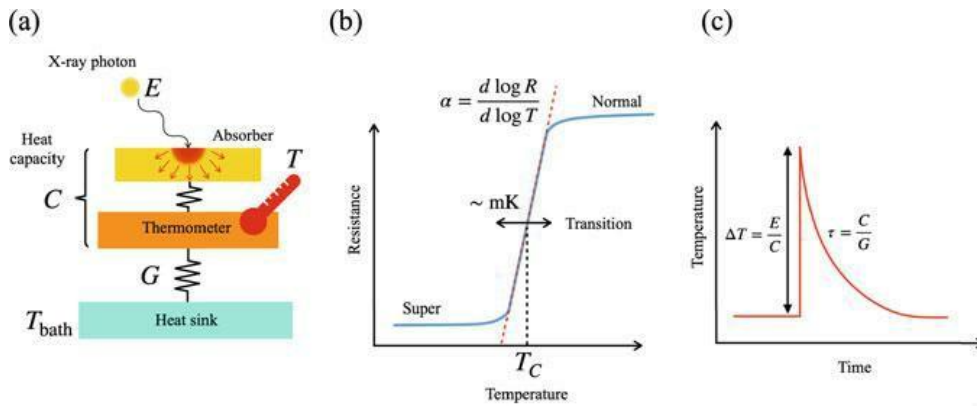 (a)
X-ray photon
E
Absorber
Heat
capacity
C
T
Thermometer
G
T_bath
Heat sink
(b)
α = d log R / d log T
Normal
~ mK
Transition
Resistance
Super
T_C
Temperature
(c)
Temperature
ΔT = E/C
τ = C/G
Time